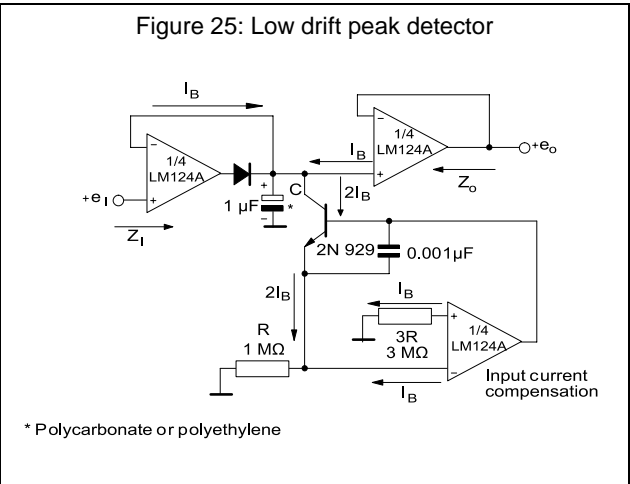 Figure 25: Low drift peak detector
I_B
1/4
LM124A
+e_I
Z_I
+
−
+
−
1 µF
*
C
I_B
2I_B
−
+
1/4
LM124A
+e_o
Z_o
2N 929
0.001µF
2I_B
I_B
R
1 MΩ
3R
3 MΩ
+
−
1/4
LM124A
I_B
Input current
compensation
* Polycarbonate or polyethylene